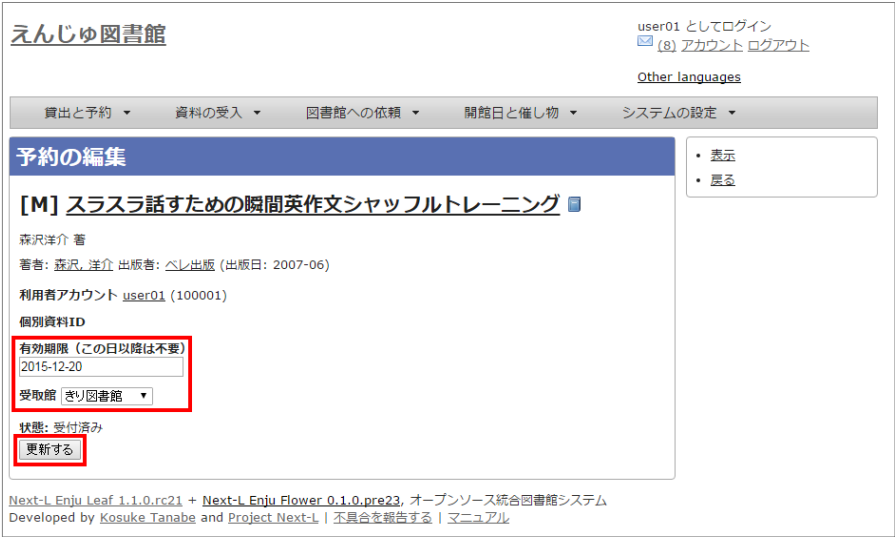 えんじゅ図書館
user01 としてログイン
(8) アカウント ログアウト
Other languages
貸出と予約 ▼ 資料の受入 ▼ 図書館への依頼 ▼ 開館日と催し物 ▼ システムの設定 ▼
予約の編集
• 表示
• 戻る
[M] スラスラ話すための瞬間英作文シャッフルトレーニング
森沢洋介 著
著者: 森沢, 洋介 出版者: ベレ出版 (出版日: 2007-06)
利用者アカウント user01 (100001)
個別資料ID
有効期限（この日以降は不要）
2015-12-20
受取館 きり図書館 ▼
状態: 受付済み
更新する
Next-L Enju Leaf 1.1.0.rc21 + Next-L Enju Flower 0.1.0.pre23, オープンソース統合図書館システム
Developed by Kosuke Tanabe and Project Next-L | 不具合を報告する | マニュアル